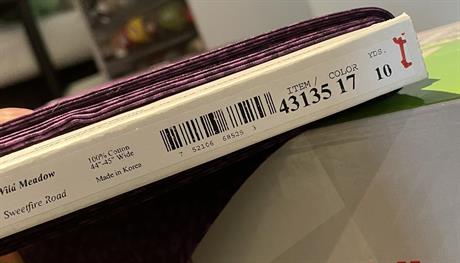 Wild Meadow
Sweetfire Road
100% Cotton
44"-45" Wide
Made in Korea
7 52106 68525 3
ITEM/ COLOR
43135 17
YDS.
10